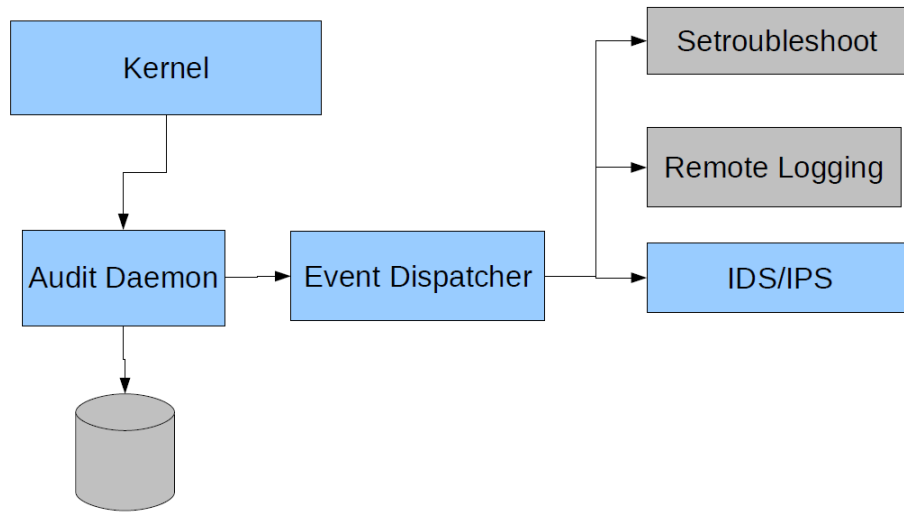 Kernel
Setroubleshoot
Remote Logging
Audit Daemon
Event Dispatcher
IDS/IPS